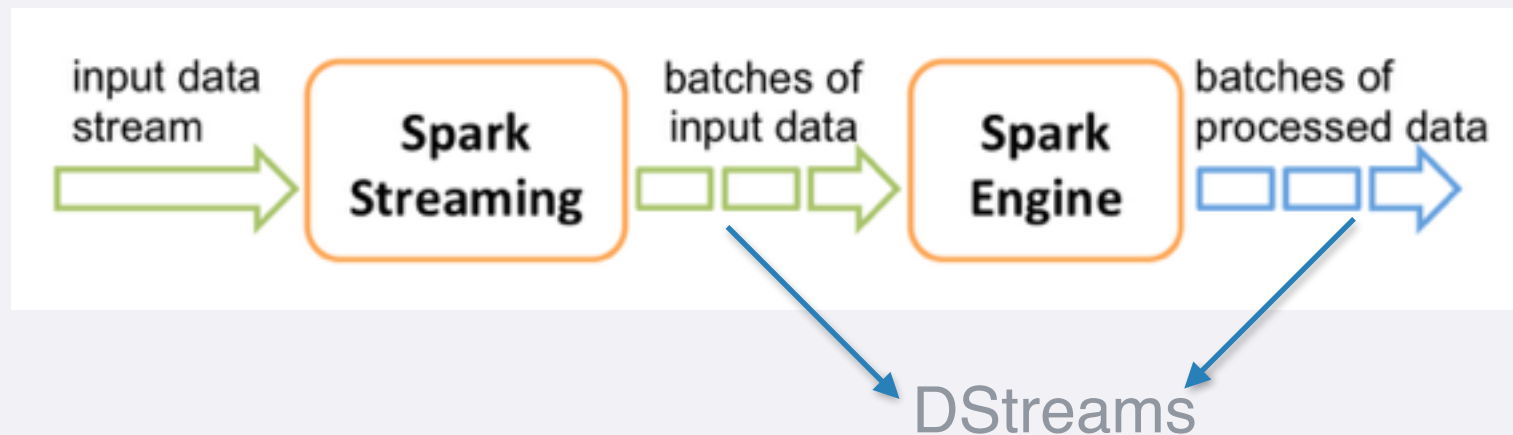 input data
stream
Spark
Streaming
batches of
input data
Spark
Engine
batches of
processed data
DStreams